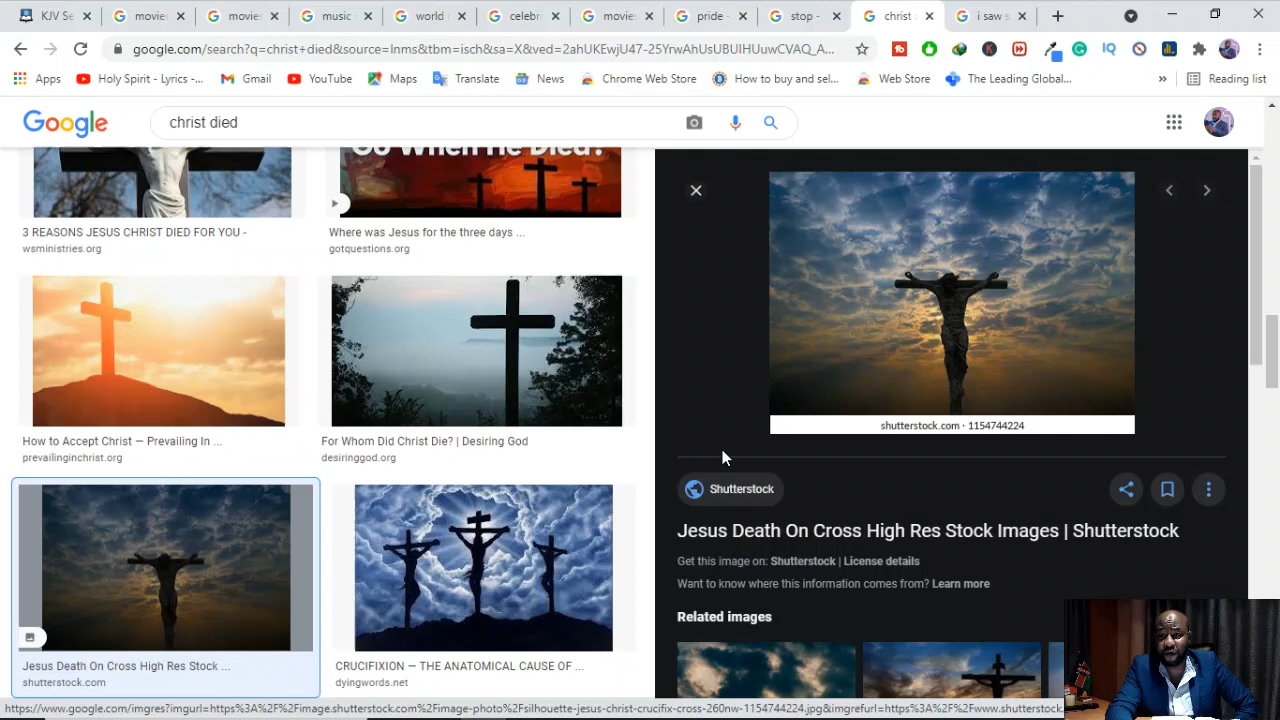 KJV Se
movie
movie
music
world
celebr
movie
pride -
stop -
christ
i saw s
google.com/search?q=christ+died&source=lnms&tbm=isch&sa=X&ved=2ahUKEwjU47-25YrwAhUsUBUIHUuwCVAQ_A...
Apps
Holy Spirit - Lyrics -...
Gmail
YouTube
Maps
Translate
News
Chrome Web Store
How to buy and sel...
Web Store
The Leading Global...
»
Reading list
Google
christ died
Go When He Died?
3 REASONS JESUS CHRIST DIED FOR YOU -
wsministries.org
Where was Jesus for the three days ...
gotquestions.org
shutterstock.com · 1154744224
How to Accept Christ — Prevailing In ...
prevailinginchrist.org
For Whom Did Christ Die? | Desiring God
desiringgod.org
Shutterstock
Jesus Death On Cross High Res Stock Images | Shutterstock
Get this image on: Shutterstock | License details
Want to know where this information comes from? Learn more
Related images
Jesus Death On Cross High Res Stock ...
shutterstock.com
CRUCIFIXION — THE ANATOMICAL CAUSE OF ...
dyingwords.net
https://www.google.com/imgres?imgurl=https%3A%2F%2Fimage.shutterstock.com%2Fimage-photo%2Fsilhouette-jesus-christ-crucifix-cross-260nw-1154744224.jpg&imgrefurl=https%3A%2F%2Fwww.shutterstock